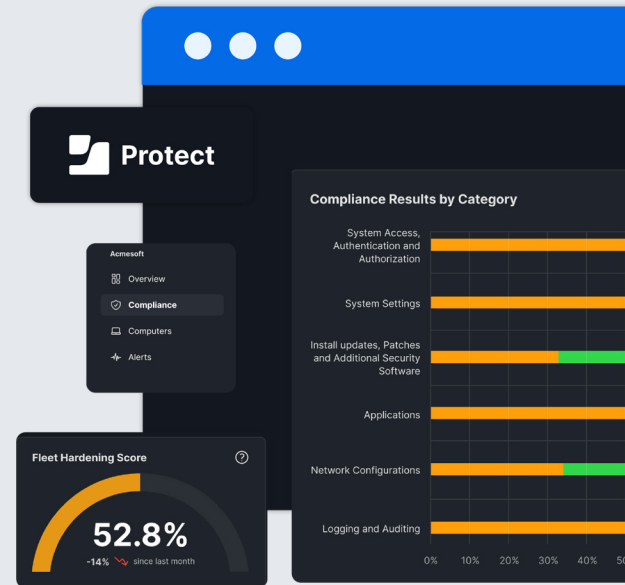 Protect
Acmesoft
Overview
Compliance
Computers
Alerts
Fleet Hardening Score
?
52.8%
-14% since last month
Compliance Results by Category
System Access,
Authentication and
Authorization
System Settings
Install updates, Patches
and Additional Security
Software
Applications
Network Configurations
Logging and Auditing
0% 10% 20% 30% 40%